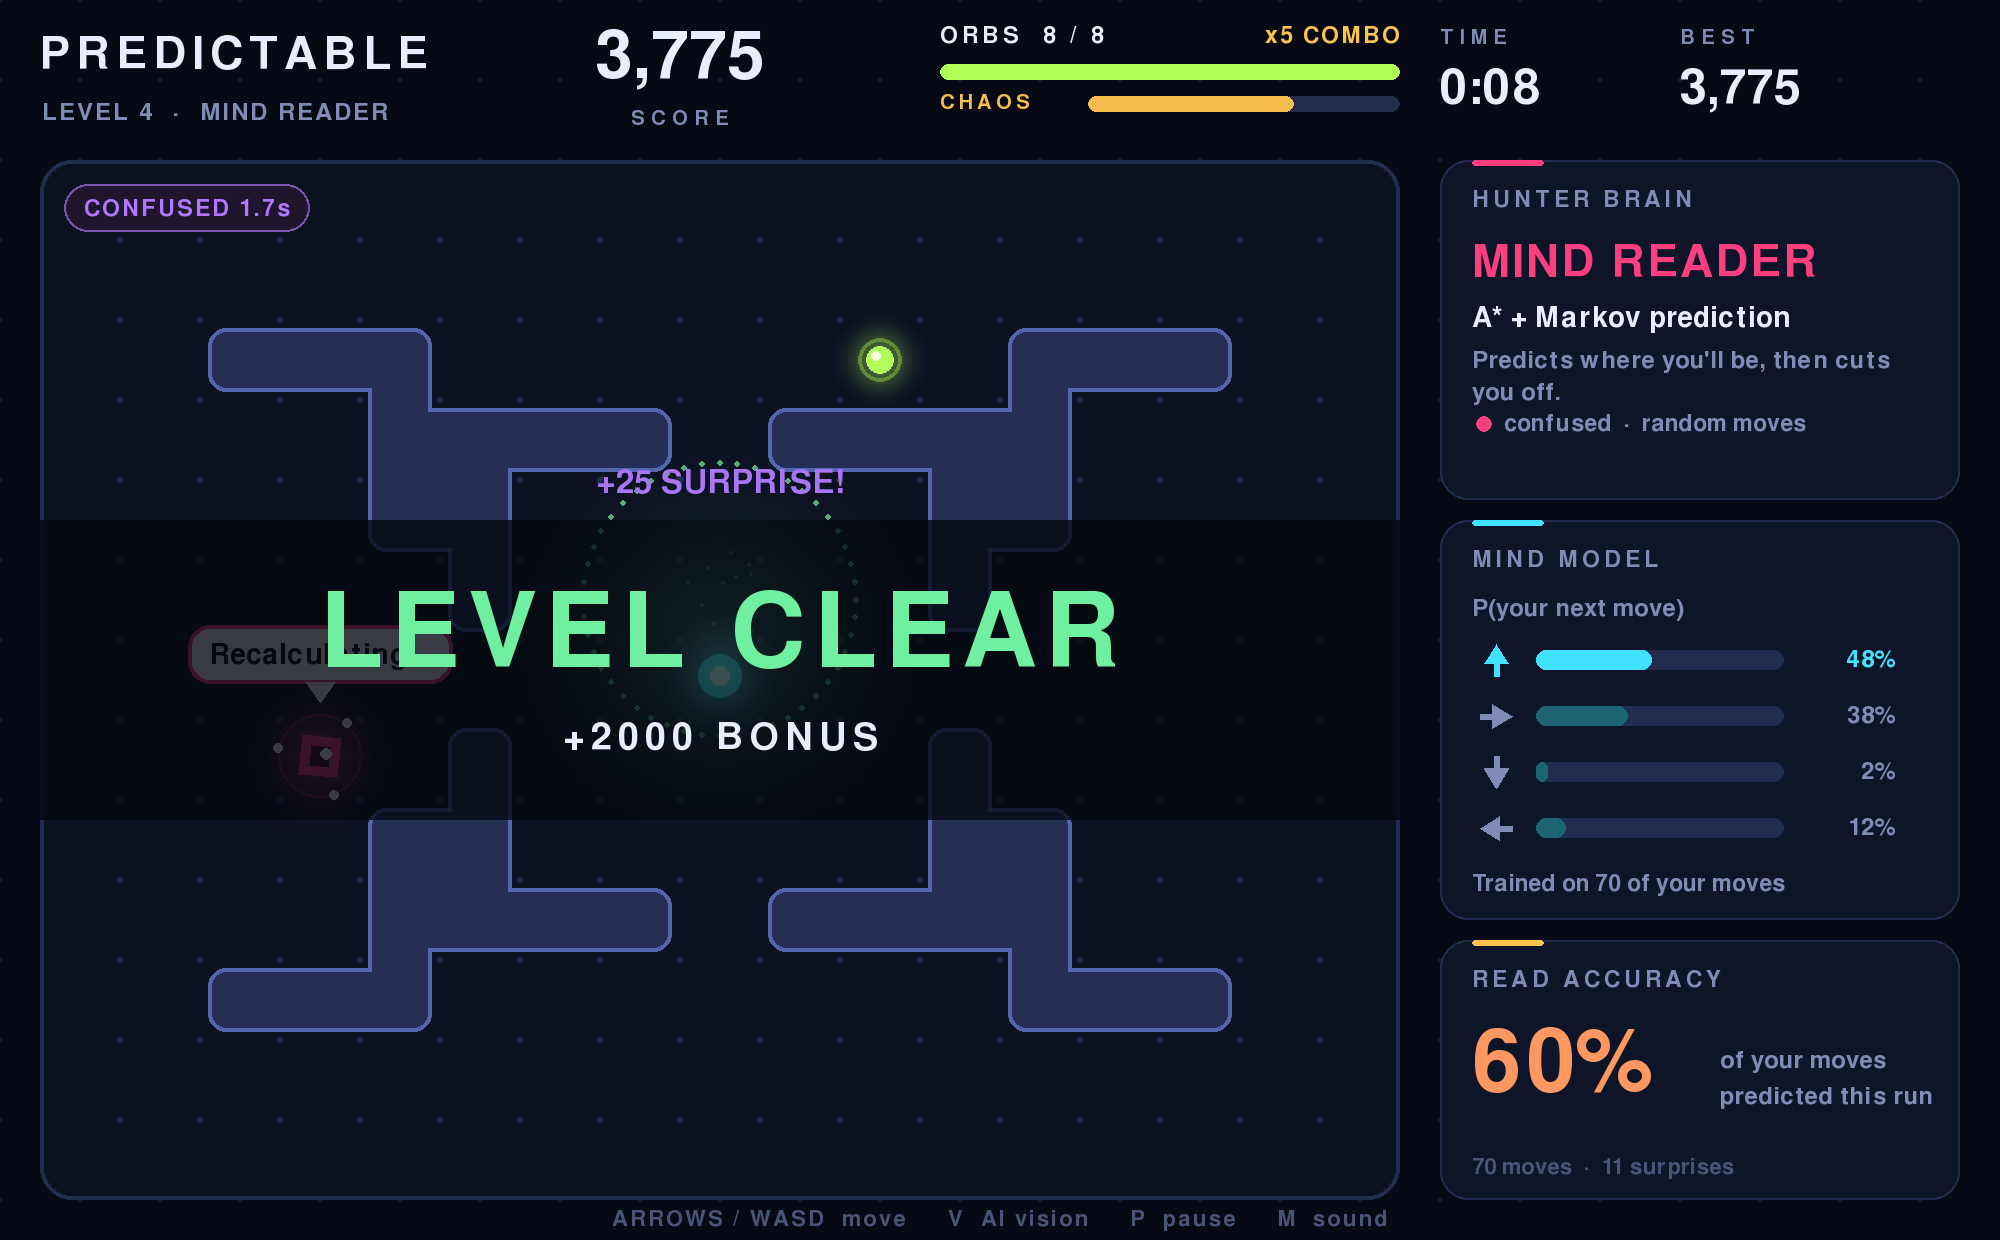 PREDICTABLE
LEVEL 4 · MIND READER
3,775
SCORE
ORBS 8 / 8
x5 COMBO
CHAOS
TIME
0:08
BEST
3,775
CONFUSED 1.7s
+25 SURPRISE!
Recalculating
LEVEL CLEAR
+2000 BONUS
HUNTER BRAIN
MIND READER
A* + Markov prediction
Predicts where you'll be, then cuts
you off.
confused · random moves
MIND MODEL
P(your next move)
48%
38%
2%
12%
Trained on 70 of your moves
READ ACCURACY
60%
of your moves
predicted this run
70 moves · 11 surprises
ARROWS / WASD move V AI vision P pause M sound